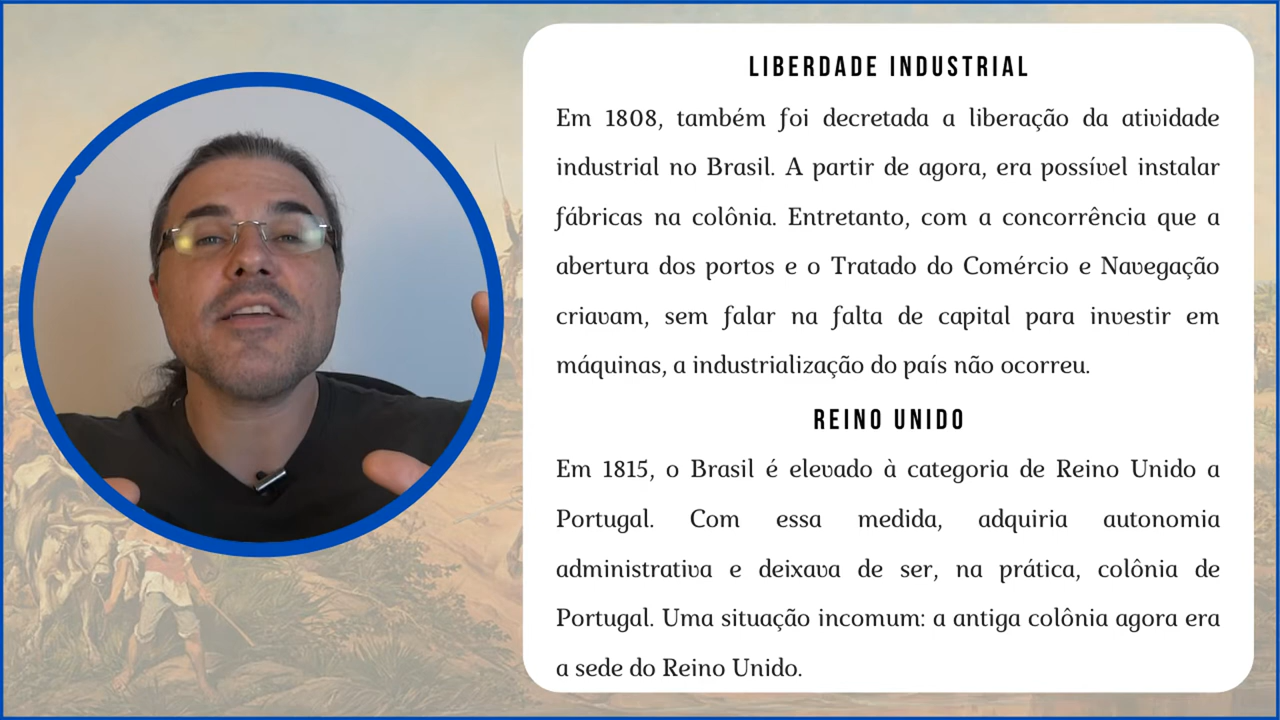 LIBERDADE INDUSTRIAL
Em 1808, também foi decretada a liberação da atividade
industrial no Brasil. A partir de agora, era possível instalar
fábricas na colônia. Entretanto, com a concorrência que a
abertura dos portos e o Tratado do Comércio e Navegação
criavam, sem falar na falta de capital para investir em
máquinas, a industrialização do país não ocorreu.
REINO UNIDO
Em 1815, o Brasil é elevado à categoria de Reino Unido a
Portugal. Com essa medida, adquiria autonomia
administrativa e deixava de ser, na prática, colônia de
Portugal. Uma situação incomum: a antiga colônia agora era
a sede do Reino Unido.